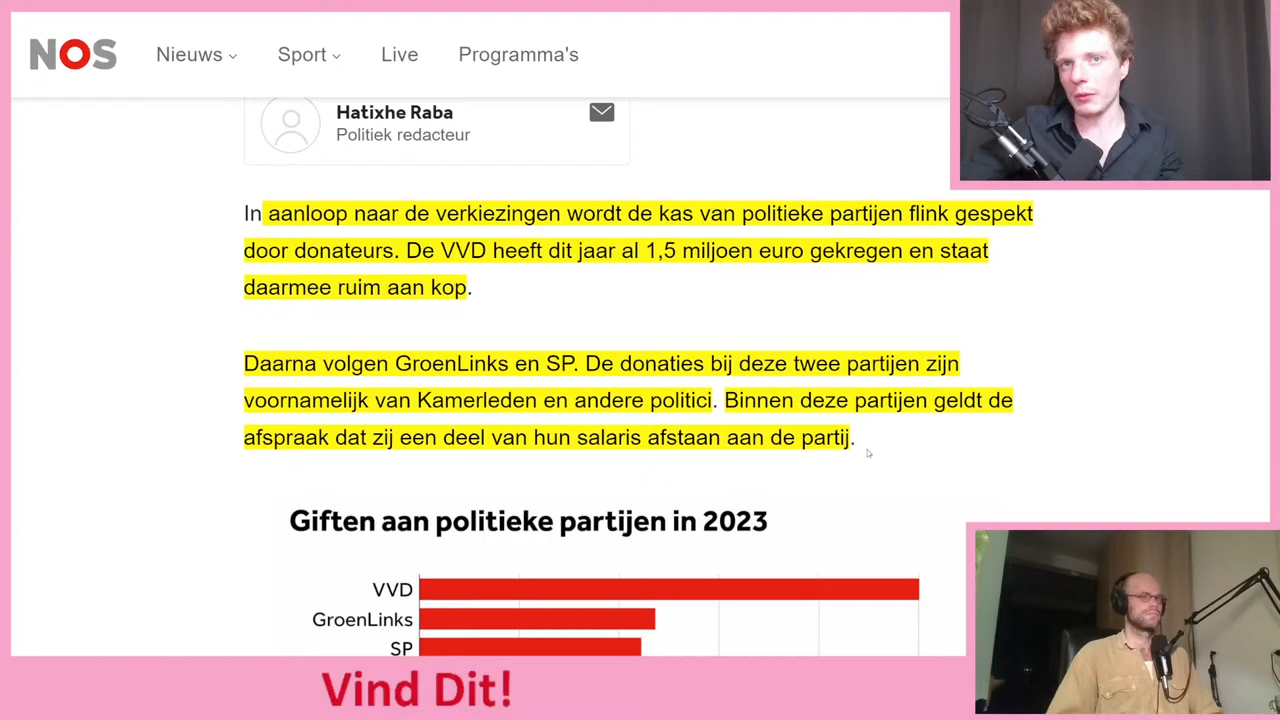 NOS Nieuws Sport Live Programma's
Hatixhe Raba
Politiek redacteur
In aanloop naar de verkiezingen wordt de kas van politieke partijen flink gespekt
door donateurs. De VVD heeft dit jaar al 1,5 miljoen euro gekregen en staat
daarmee ruim aan kop.
Daarna volgen GroenLinks en SP. De donaties bij deze twee partijen zijn
voornamelijk van Kamerleden en andere politici. Binnen deze partijen geldt de
afspraak dat zij een deel van hun salaris afstaan aan de partij.
Giften aan politieke partijen in 2023
VVD
GroenLinks
SP
Vind Dit!